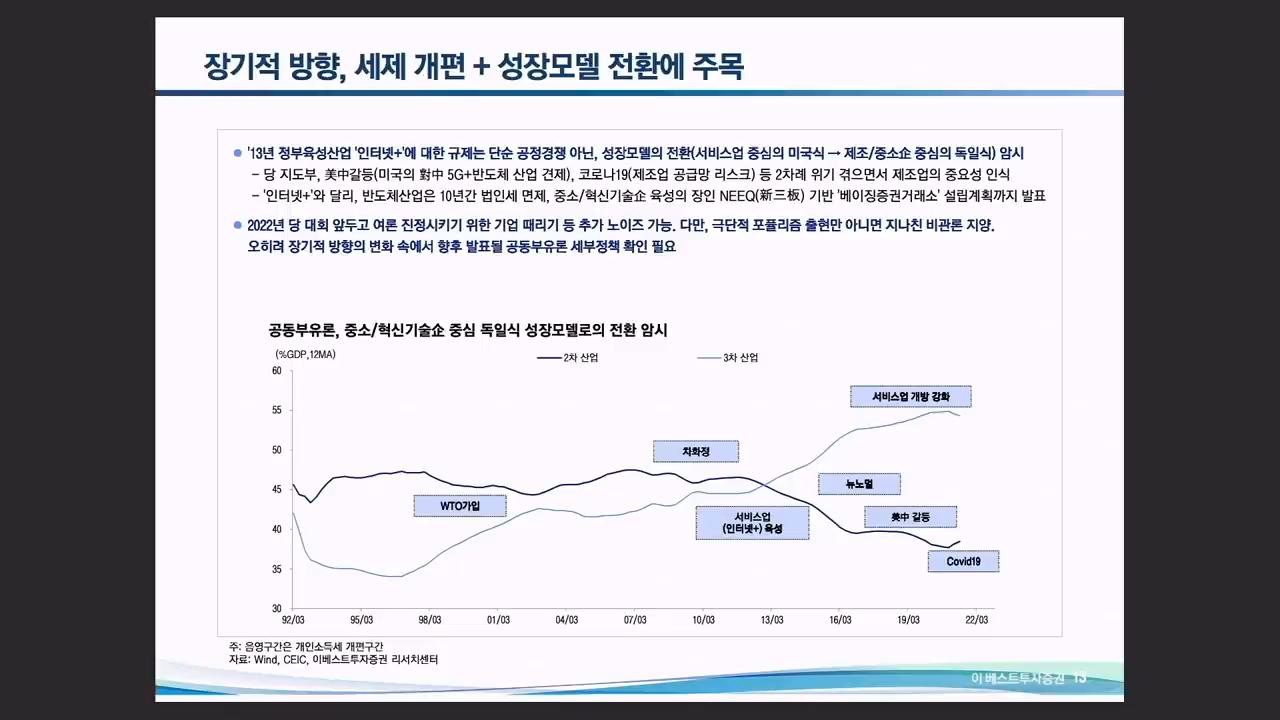 장기적 방향, 세제 개편 + 성장모델 전환에 주목
'13년 정부육성산업 '인터넷+'에 대한 규제는 단순 공정경쟁 아닌, 성장모델의 전환(서비스업 중심의 미국식 → 제조/중소企 중심의 독일식) 암시
– 당 지도부, 美中갈등(미국의 對中 5G+반도체 산업 견제), 코로나19(제조업 공급망 리스크) 등 2차례 위기 겪으면서 제조업의 중요성 인식
– '인터넷+'와 달리, 반도체산업은 10년간 법인세 면제, 중소/혁신기술企 육성의 장인 NEEQ(新三板) 기반 '베이징증권거래소' 설립계획까지 발표
2022년 당 대회 앞두고 여론 진정시키기 위한 기업 때리기 등 추가 노이즈 가능. 다만, 극단적 포퓰리즘 출현만 아니면 지나친 비관론 지양.
오히려 장기적 방향의 변화 속에서 향후 발표될 공동부유론 세부정책 확인 필요
공동부유론, 중소/혁신기술企 중심 독일식 성장모델로의 전환 암시
(%GDP,12MA)
2차 산업
3차 산업
60
55
50
45
40
35
30
서비스업 개방 강화
차화정
뉴노멀
WTO가입
서비스업
(인터넷+) 육성
美中 갈등
Covid19
92/03 95/03 98/03 01/03 04/03 07/03 10/03 13/03 16/03 19/03 22/03
주: 음영구간은 개인소득세 개편구간
자료: Wind, CEIC, 이베스트투자증권 리서치센터
이베스트투자증권 13